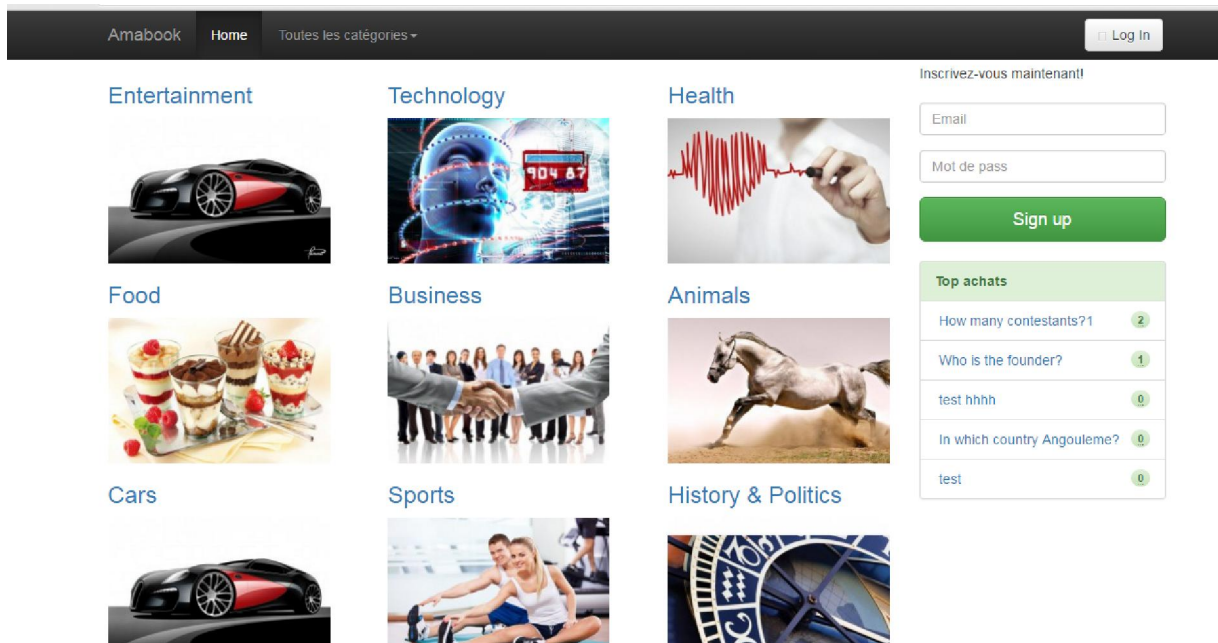 Amabook Home Toutes les catégories Log In
Entertainment
Technology
904 87
Health
Food
Business
Animals
Cars
Sports
History & Politics
Inscrivez-vous maintenant!
Email
Mot de pass
Sign up
Top achats
How many contestants?1 2
Who is the founder? 1
test hhhh 0
In which country Angouleme? 0
test 0